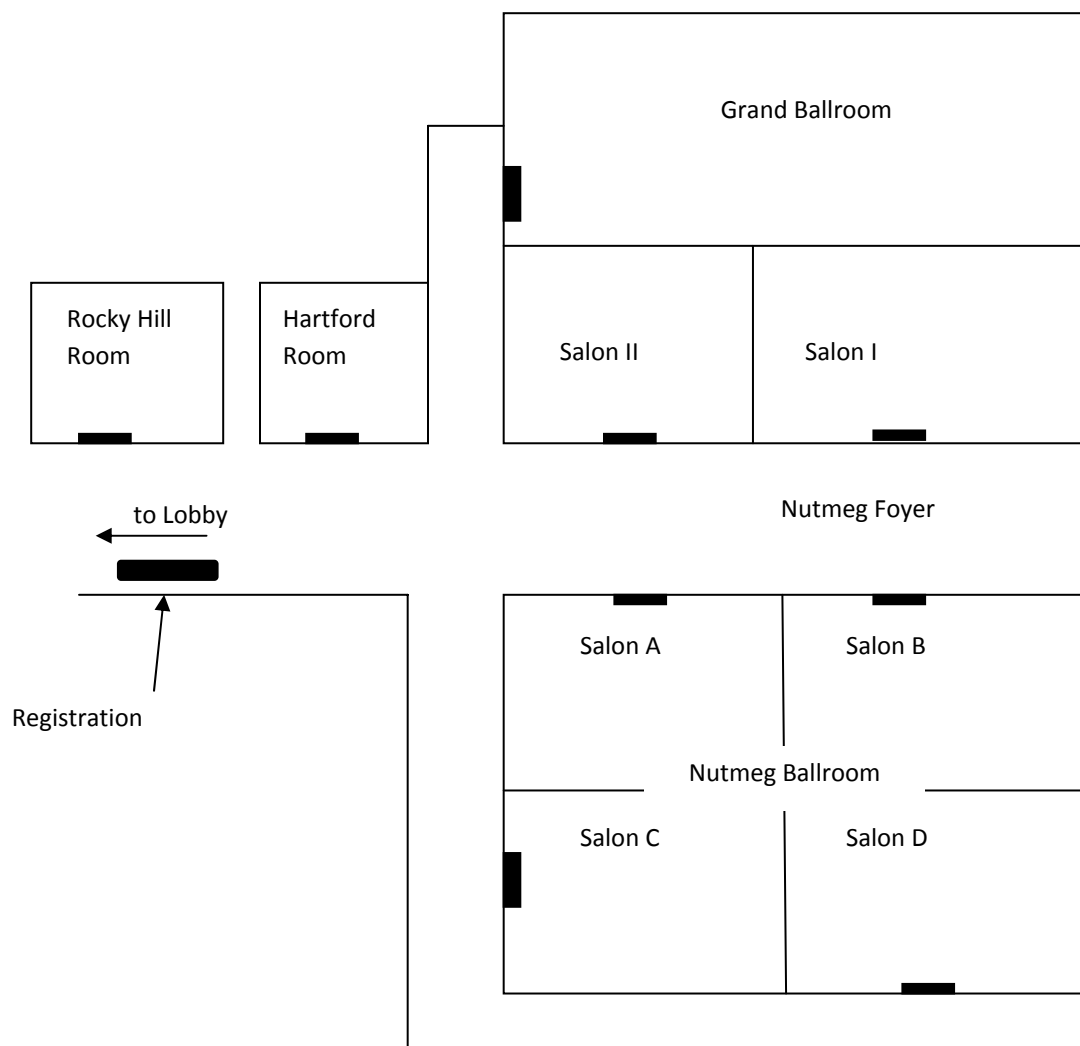 Grand Ballroom
Rocky Hill
Room
Hartford
Room
Salon II
Salon I
to Lobby
Nutmeg Foyer
Salon A
Salon B
Registration
Nutmeg Ballroom
Salon C
Salon D